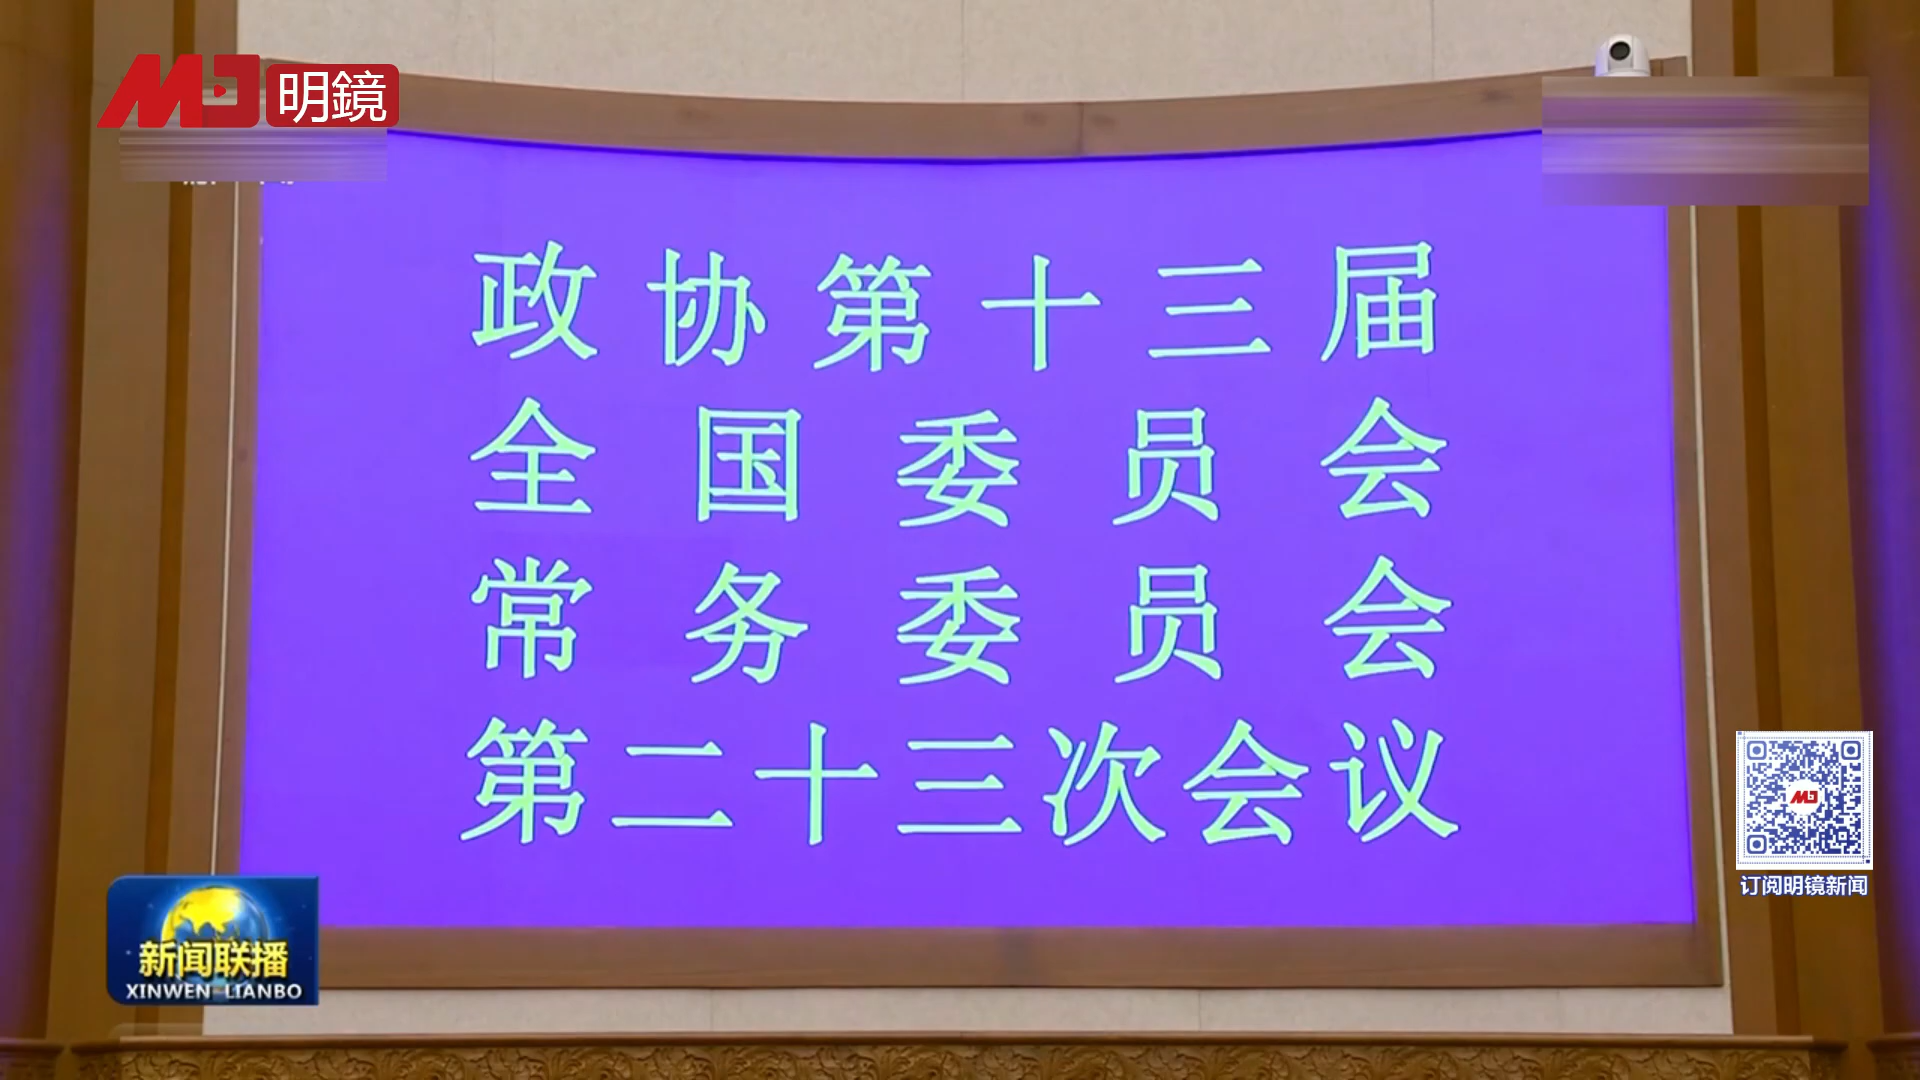 明鏡
政协第十三届
全国委员会
常务委员会
第二十三次会议
订阅明镜新闻
新闻联播
XINWEN LIANBO